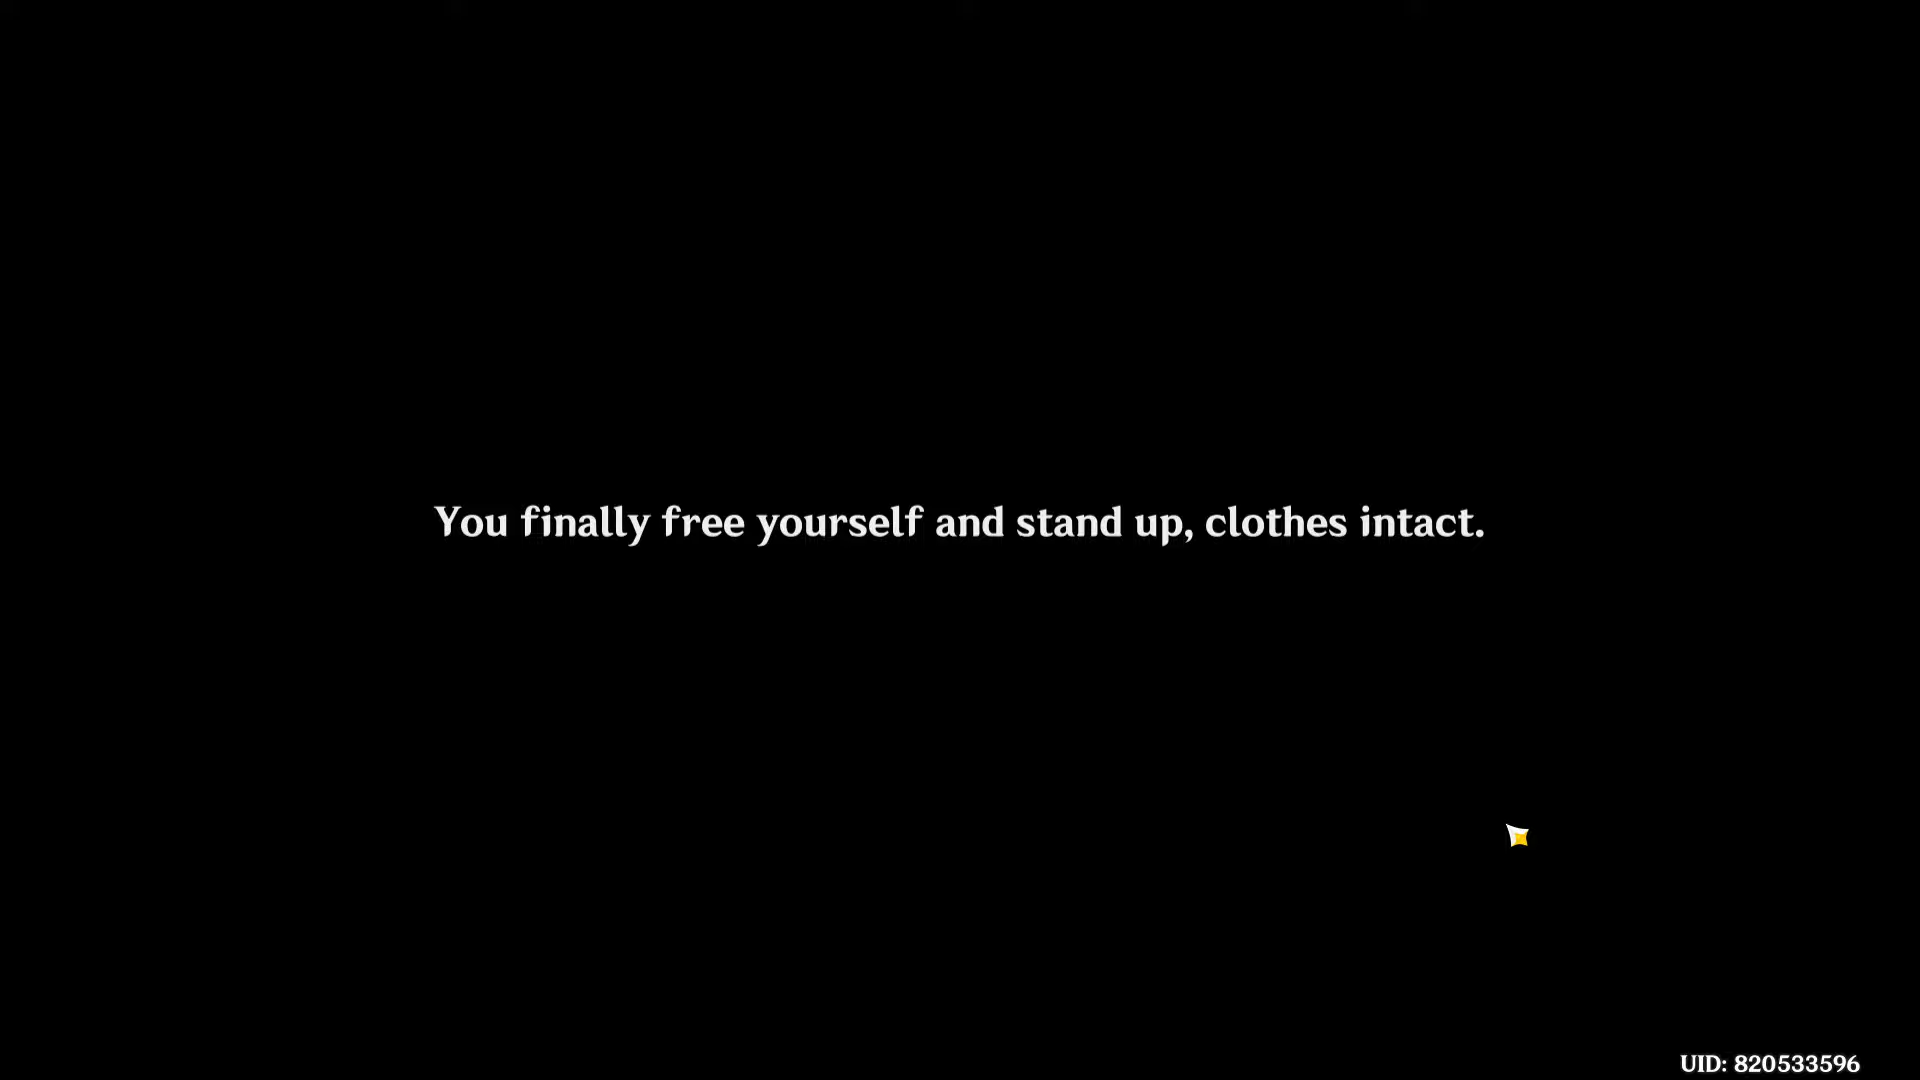 You finally free yourself and stand up, clothes intact.
UID: 820533596